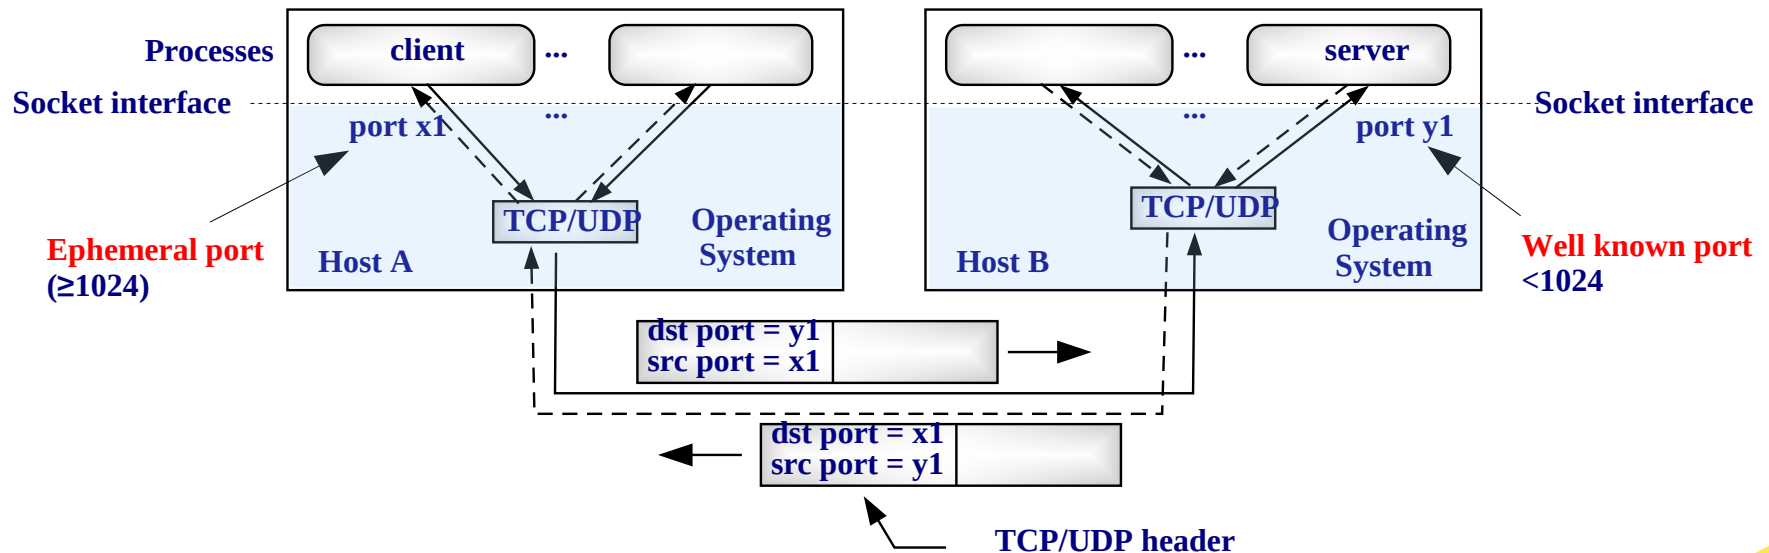 Processes
client
...
...
server
Socket interface
Socket interface
...
...
port x1
port y1
TCP/UDP
TCP/UDP
Operating
System
Operating
System
Host A
Host B
Ephemeral port
(≥1024)
Well known port
<1024
dst port = y1
src port = x1
dst port = x1
src port = y1
TCP/UDP header